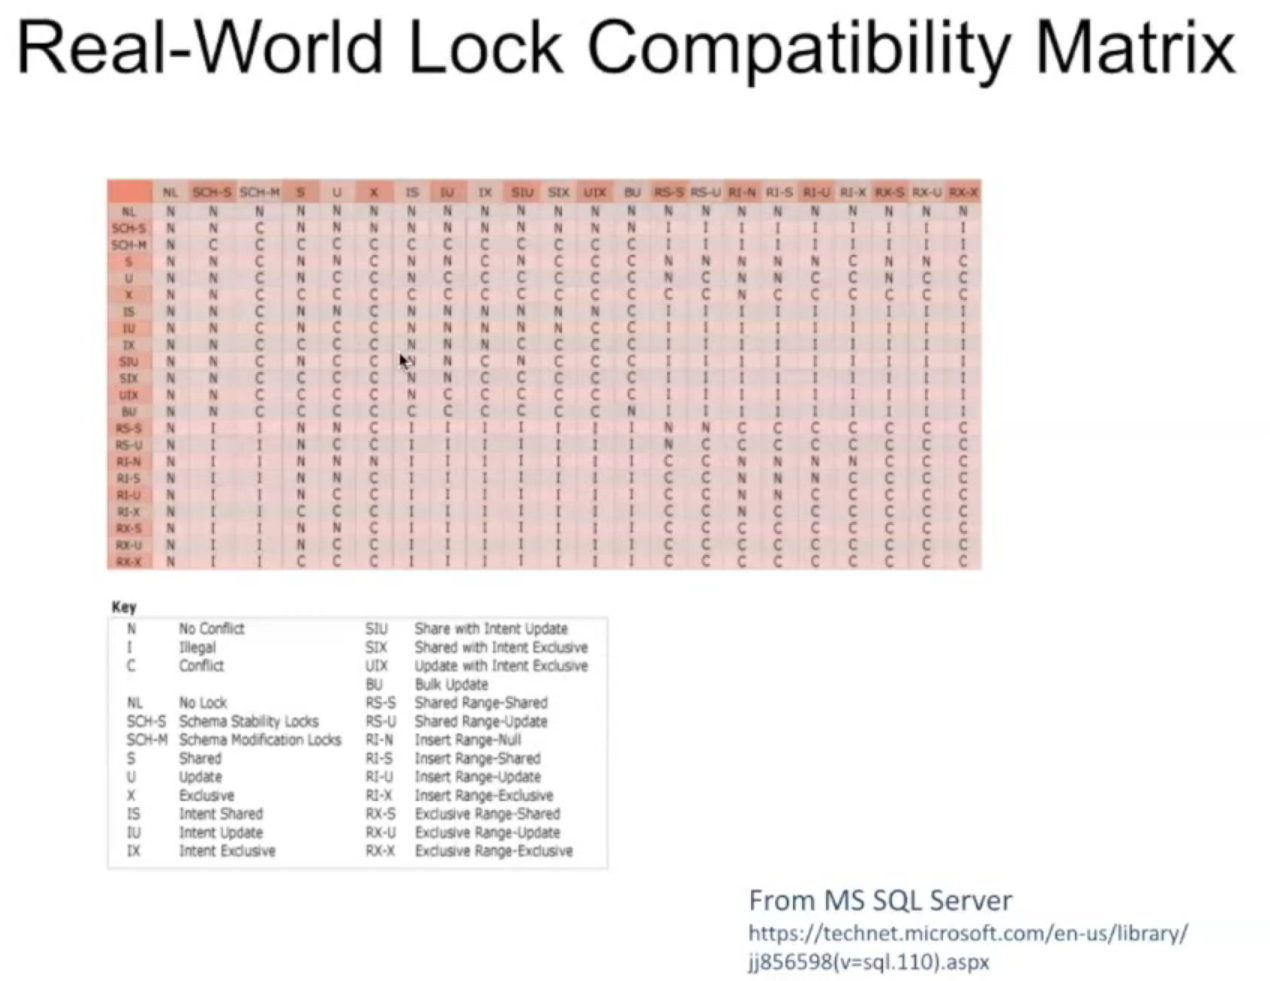 Real-World Lock Compatibility Matrix
NL SCH-S SCH-M S U X IS IU IX SIU SIX UIX BU RS-S RS-U RI-N RI-S RI-U RI-X RX-S RX-U RX-X
NL N N N N N N N N N N N N N N N N N N N N N N
SCH-S N N C N N N N N N N N N N I I I I I I I I I
SCH-M N C C C C C C C C C C C C I I I I I I I I I
S N N C N N C N N C N C C C N N N N N C N N C
U N N C N C C N C C C C C C N C N N C C N C C
X N N C C C C C C C C C C C C C N C C C C C C
IS N N C N N C N N N N N N C I I I I I I I I I
IU N N C N C C N N N N N C C I I I I I I I I I
IX N N C C C C N N N C C C C I I I I I I I I I
SIU N N C N C C N N C N C C C I I I I I I I I I
SIX N N C C C C N N C C C C C I I I I I I I I I
UIX N N C C C C N C C C C C C I I I I I I I I I
BU N N C C C C C C C C C C N I I I I I I I I I
RS-S N I I N N C I I I I I I I N N C C C C C C C
RS-U N I I N C C I I I I I I I N C C C C C C C C
RI-N N I I N N N I I I I I I I C C N N N N C C C
RI-S N I I N N C I I I I I I I C C N N N C C C C
RI-U N I I N C C I I I I I I I C C N N C C C C C
RI-X N I I C C C I I I I I I I C C N C C C C C C
RX-S N I I N N C I I I I I I I C C C C C C C C C
RX-U N I I N C C I I I I I I I C C C C C C C C C
RX-X N I I C C C I I I I I I I C C C C C C C C C
Key
N No Conflict SIU Share with Intent Update
I Illegal SIX Shared with Intent Exclusive
C Conflict UIX Update with Intent Exclusive
BU Bulk Update
NL No Lock RS-S Shared Range-Shared
SCH-S Schema Stability Locks RS-U Shared Range-Update
SCH-M Schema Modification Locks RI-N Insert Range-Null
S Shared RI-S Insert Range-Shared
U Update RI-U Insert Range-Update
X Exclusive RI-X Insert Range-Exclusive
IS Intent Shared RX-S Exclusive Range-Shared
IU Intent Update RX-U Exclusive Range-Update
IX Intent Exclusive RX-X Exclusive Range-Exclusive
From MS SQL Server
https://technet.microsoft.com/en-us/library/
jj856598(v=sql.110).aspx